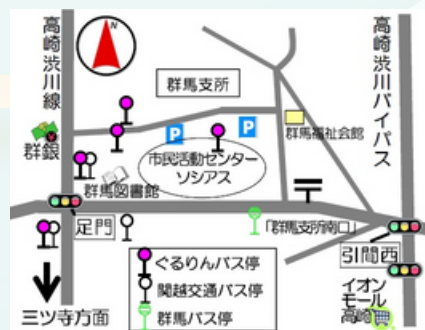 高崎渋川線
N
高崎渋川バイパス
群馬支所
P
P
群馬福祉会館
群銀
市民活動センター
ソシアス
群馬図書館
足門
「群馬支所南口」
引間西
ぐるりんバス停
関越交通バス停
群馬バス停
三ツ寺方面
イオン
モール
高崎